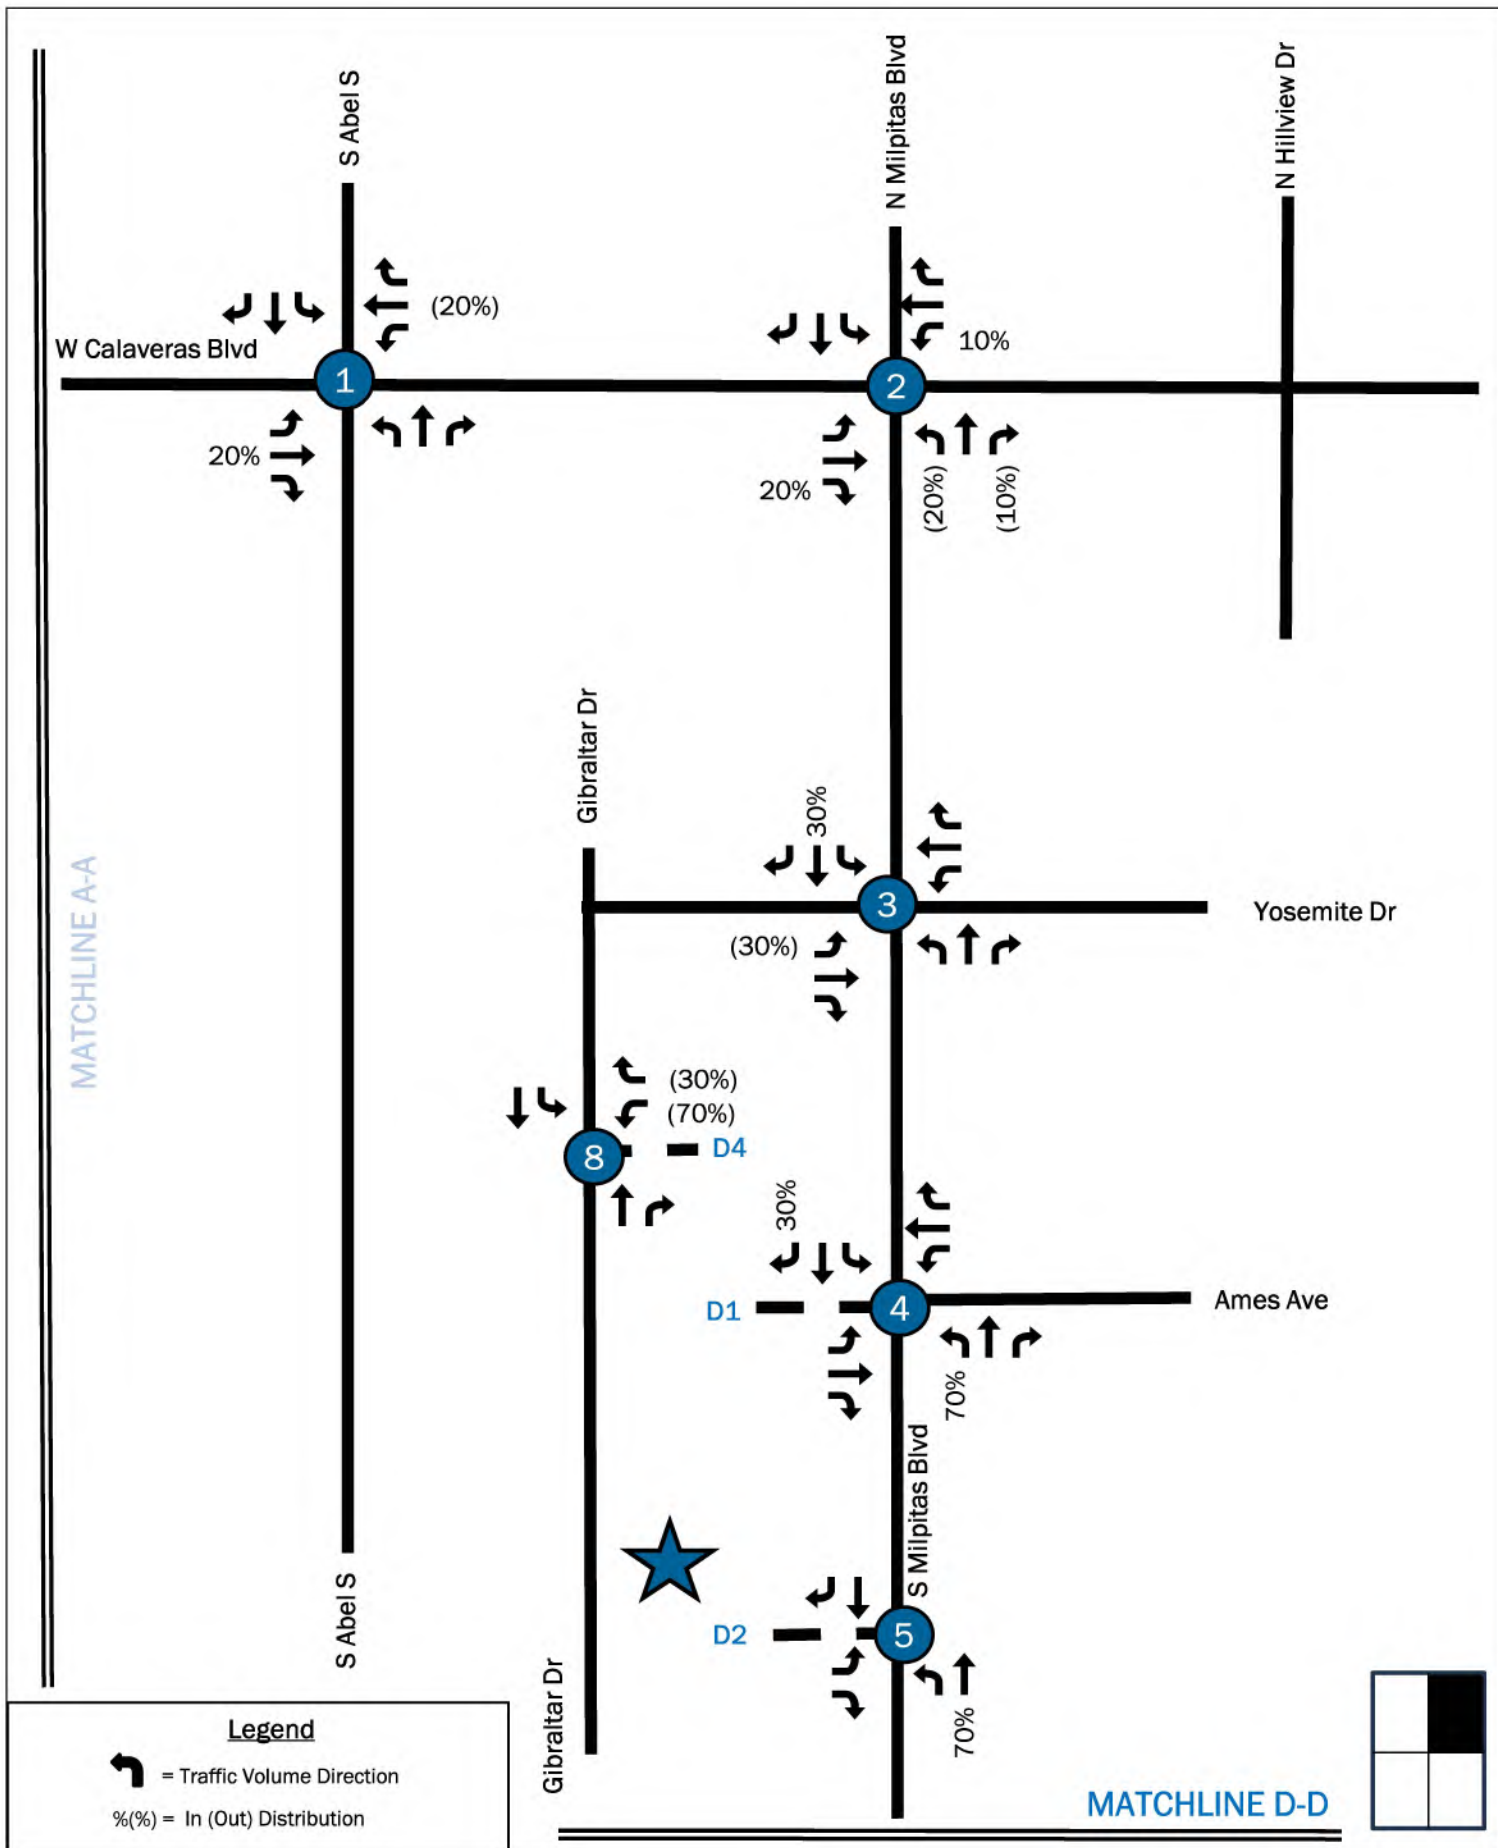 S Abel S
N Milpitas Blvd
N Hillview Dr
(20%)
W Calaveras Blvd
10%
1
2
20%
20%
(20%)
(10%)
Gibraltar Dr
30%
MATCHLINE A-A
3
Yosemite Dr
(30%)
(30%)
(70%)
8
D4
30%
D1
4
Ames Ave
70%
S Milpitas Blvd
S Abel S
D2
5
Gibraltar Dr
70%
Legend
= Traffic Volume Direction
%(%) = In (Out) Distribution
MATCHLINE D-D